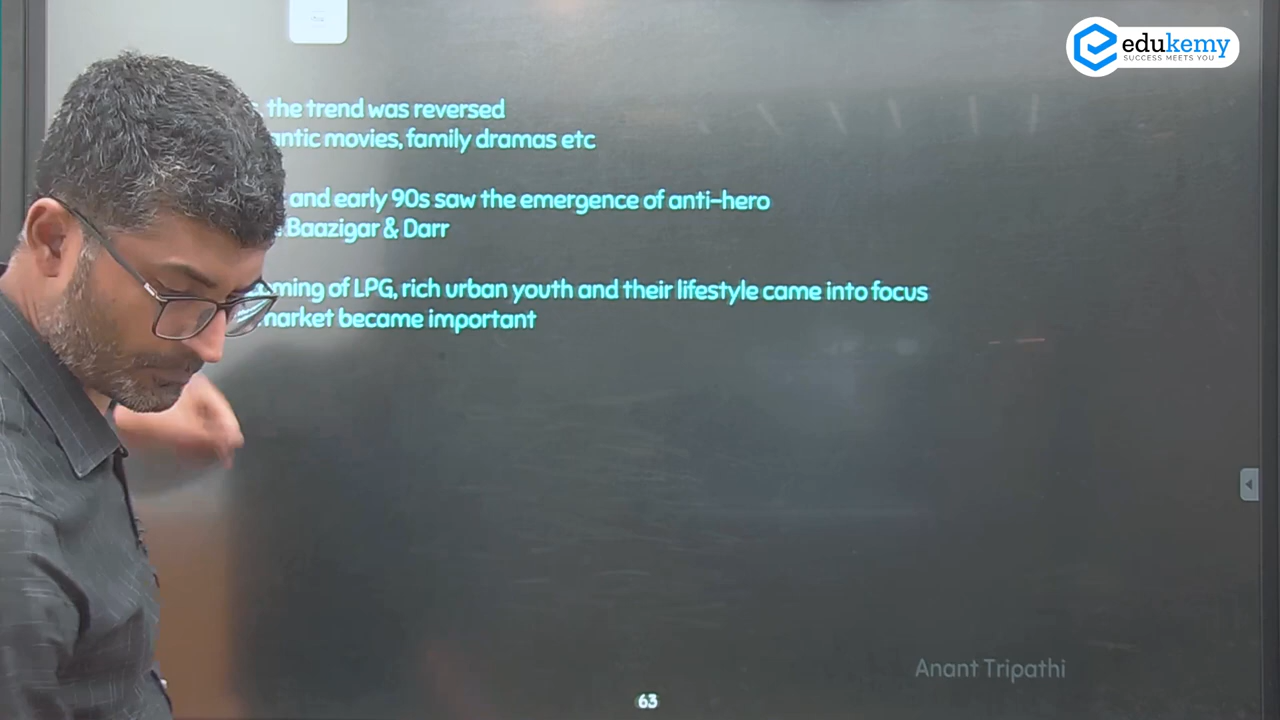 edukemy
SUCCESS MEETS YOU
the trend was reversed
movies, family dramas etc
and early 90s saw the emergence of anti-hero
Baazigar & Darr
of LPG, rich urban youth and their lifestyle came into focus
market became important
Anant Tripathi
63